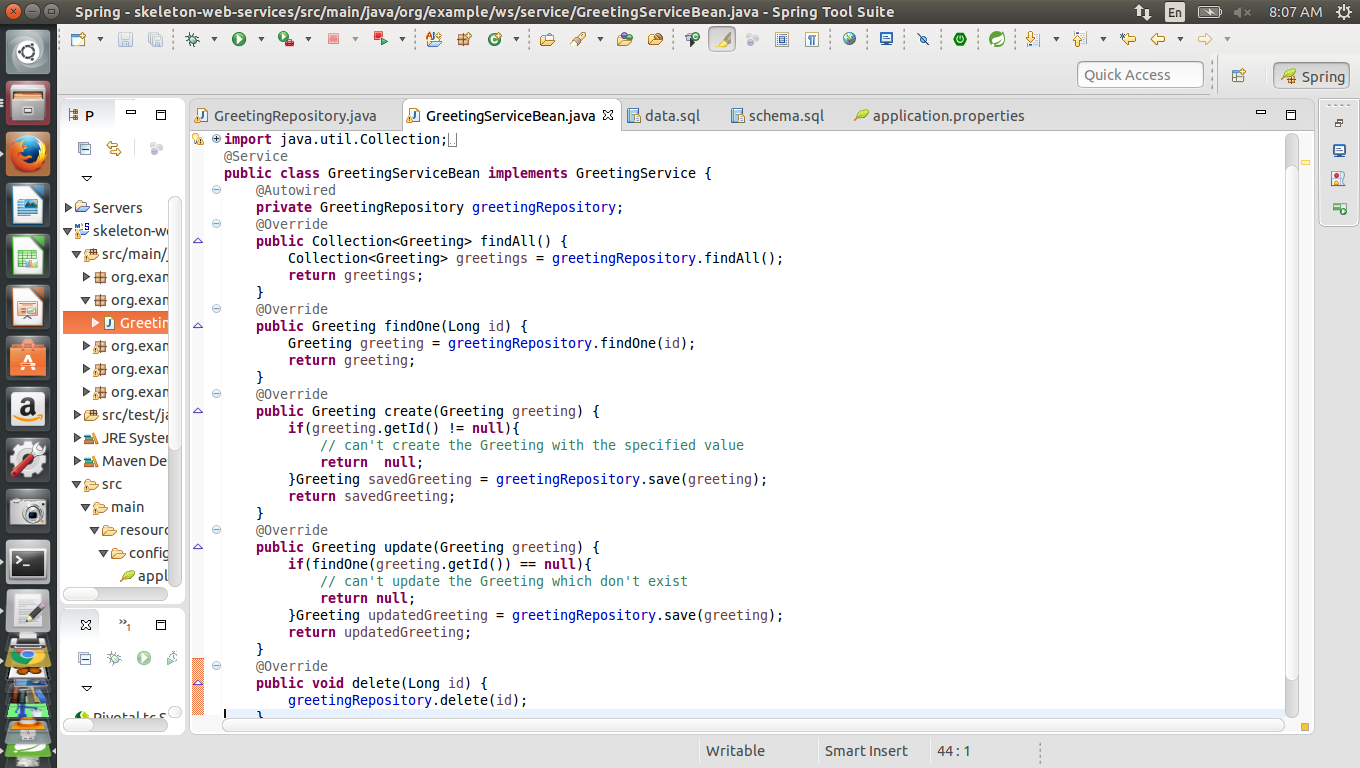 Spring - skeleton-web-services/src/main/java/org/example/ws/service/GreetingServiceBean.java - Spring Tool Suite
En
8:07 AM
Quick Access
Spring
P
GreetingRepository.java
GreetingServiceBean.java
data.sql
schema.sql
application.properties
Servers
skeleton-w
src/main/j
org.exam
org.exam
Greetin
org.exam
org.exam
org.exam
src/test/ja
JRE System
Maven De
src
main
resourc
config
appl
import java.util.Collection;
@Service
public class GreetingServiceBean implements GreetingService {
@Autowired
private GreetingRepository greetingRepository;
@Override
public Collection<Greeting> findAll() {
Collection<Greeting> greetings = greetingRepository.findAll();
return greetings;
}
@Override
public Greeting findOne(Long id) {
Greeting greeting = greetingRepository.findOne(id);
return greeting;
}
@Override
public Greeting create(Greeting greeting) {
if(greeting.getId() != null){
// can't create the Greeting with the specified value
return  null;
}Greeting savedGreeting = greetingRepository.save(greeting);
return savedGreeting;
}
@Override
public Greeting update(Greeting greeting) {
if(findOne(greeting.getId()) == null){
// can't update the Greeting which don't exist
return null;
}Greeting updatedGreeting = greetingRepository.save(greeting);
return updatedGreeting;
}
@Override
public void delete(Long id) {
greetingRepository.delete(id);
}
Pivotal tc S
Writable
Smart Insert
44 : 1